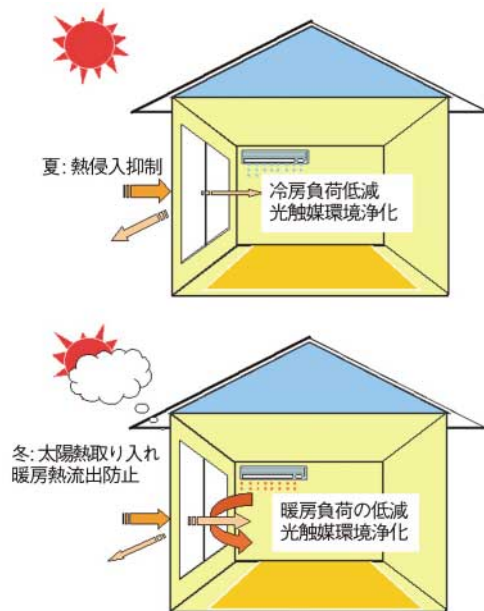 夏: 熱侵入抑制
冷房負荷低減
光触媒環境浄化
冬: 太陽熱取り入れ
暖房熱流出防止
暖房負荷の低減
光触媒環境浄化